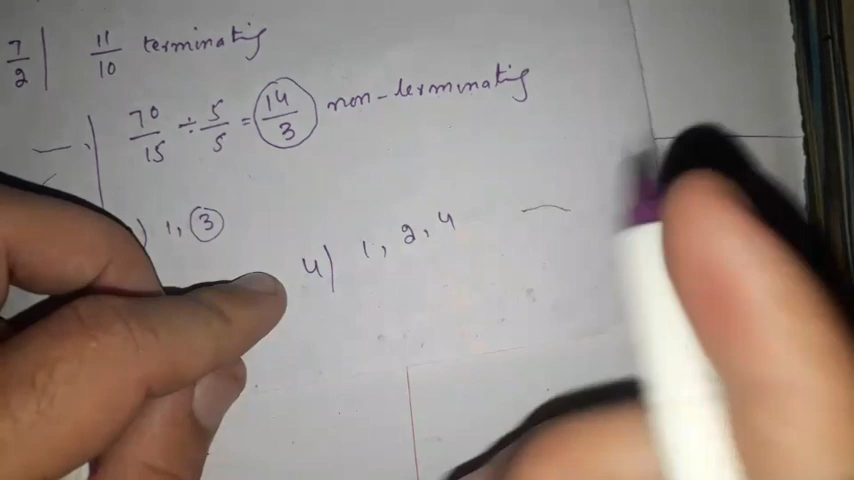 7/2 | 11/10 terminating
70/15 ÷ 5/5 = 14/3 non-terminating
) 1, 3
4) 1, 2, 4